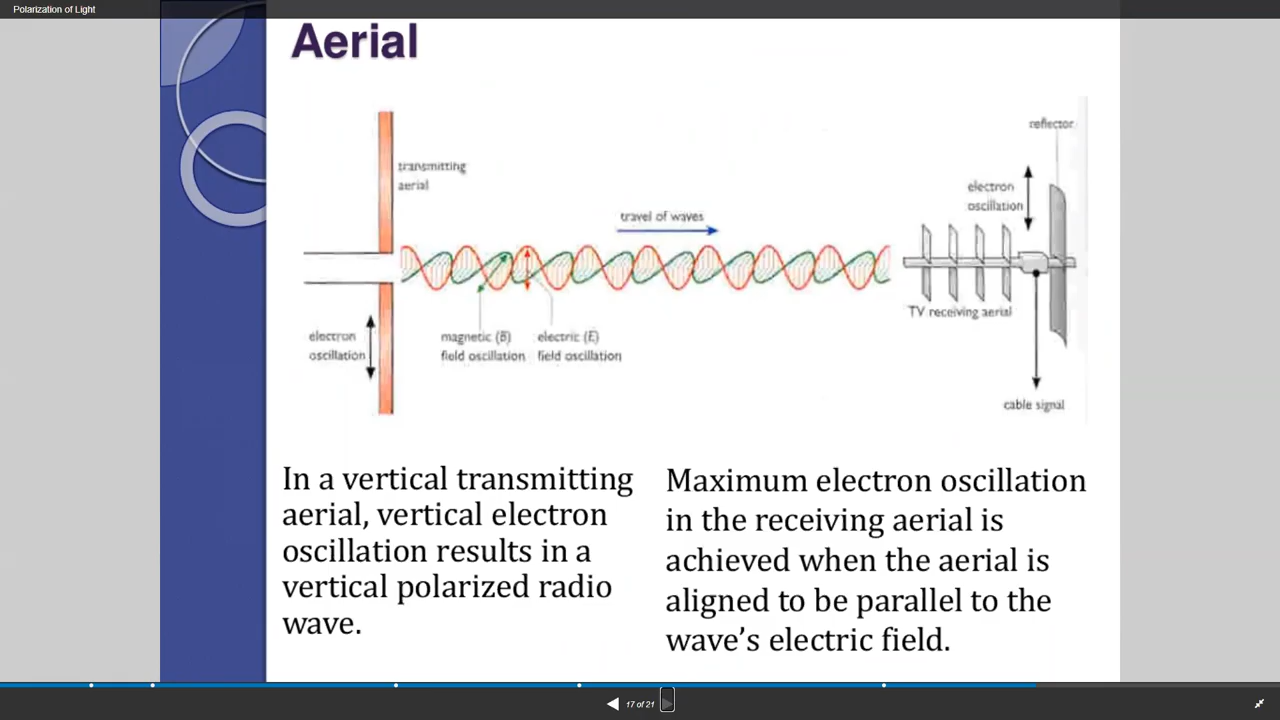 Polarization of Light
Aerial
reflector
transmitting
aerial
electron
oscillation
travel of waves
TV receiving aerial
electron
oscillation
magnetic (B)
field oscillation
electric (E)
field oscillation
cable signal
In a vertical transmitting
aerial, vertical electron
oscillation results in a
vertical polarized radio
wave.
Maximum electron oscillation
in the receiving aerial is
achieved when the aerial is
aligned to be parallel to the
wave’s electric field.
17 of 21